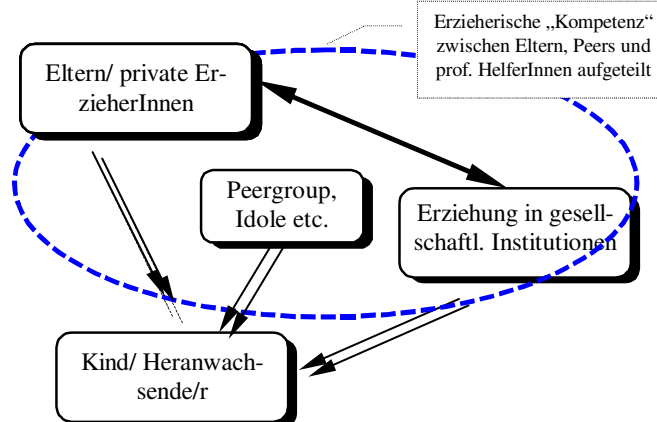 Erzieherische „Kompetenz“
zwischen Eltern, Peers und
prof. HelferInnen aufgeteilt
Eltern/ private Er-
zieherInnen
Peergroup,
Idole etc.
Erziehung in gesell-
schaftl. Institutionen
Kind/ Heranwach-
sende/r